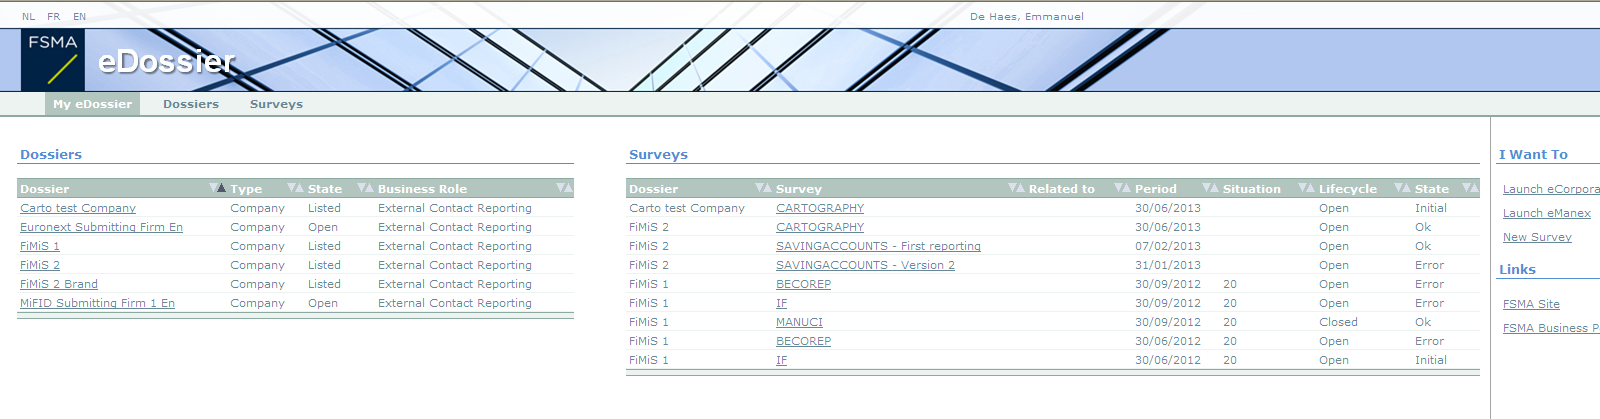 NL FR EN De Haes, Emmanuel
FSMA
eDossier
My eDossier Dossiers Surveys
Dossiers
Dossier Type State Business Role
Carto test Company Company Listed External Contact Reporting
Euronext Submitting Firm En Company Open External Contact Reporting
FiMiS 1 Company Listed External Contact Reporting
FiMiS 2 Company Listed External Contact Reporting
FiMiS 2 Brand Company Listed External Contact Reporting
MiFID Submitting Firm 1 En Company Open External Contact Reporting
Surveys
Dossier Survey Related to Period Situation Lifecycle State
Carto test Company CARTOGRAPHY 30/06/2013 Open Initial
FiMiS 2 CARTOGRAPHY 30/06/2013 Open Ok
FiMiS 2 SAVINGACCOUNTS - First reporting 07/02/2013 Open Ok
FiMiS 2 SAVINGACCOUNTS - Version 2 31/01/2013 Open Error
FiMiS 1 BECOREP 30/09/2012 20 Open Error
FiMiS 1 IF 30/09/2012 20 Open Error
FiMiS 1 MANUCI 30/09/2012 20 Closed Ok
FiMiS 1 BECOREP 30/06/2012 20 Open Error
FiMiS 1 IF 30/06/2012 20 Open Initial
I Want To
Launch eCorpora
Launch eManex
New Survey
Links
FSMA Site
FSMA Business P